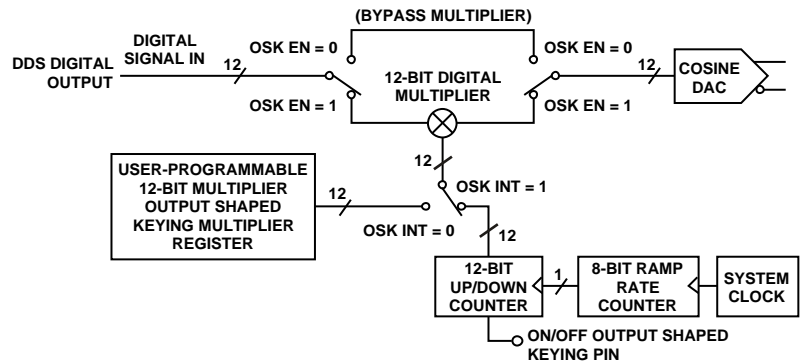 (BYPASS MULTIPLIER)
DDS DIGITAL
OUTPUT
DIGITAL
SIGNAL IN
12
OSK EN = 0
OSK EN = 1
12-BIT DIGITAL
MULTIPLIER
OSK EN = 0
OSK EN = 1
12
COSINE
DAC
12
USER-PROGRAMMABLE
12-BIT MULTIPLIER
OUTPUT SHAPED
KEYING MULTIPLIER
REGISTER
12
OSK INT = 1
OSK INT = 0
12
12-BIT
UP/DOWN
COUNTER
1
8-BIT RAMP
RATE
COUNTER
SYSTEM
CLOCK
ON/OFF OUTPUT SHAPED
KEYING PIN